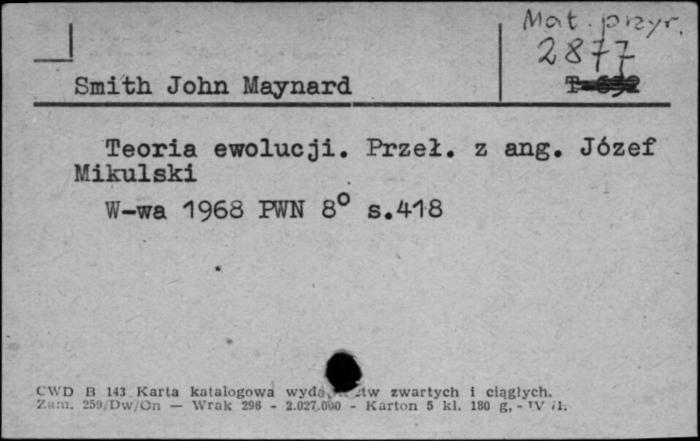 Mat. przyr.
2877
Smith John Maynard
Teoria ewolucji. Przeł. z ang. Józef
Mikulski
W-wa 1968 PWN 8° s.418
CWD B 143 Karta katalogowa zwartych i ciągłych.
Zam. 259/Dw/On — Wrak 296 - 2.027.000 - Karton 5 kl. 180 g, - IV